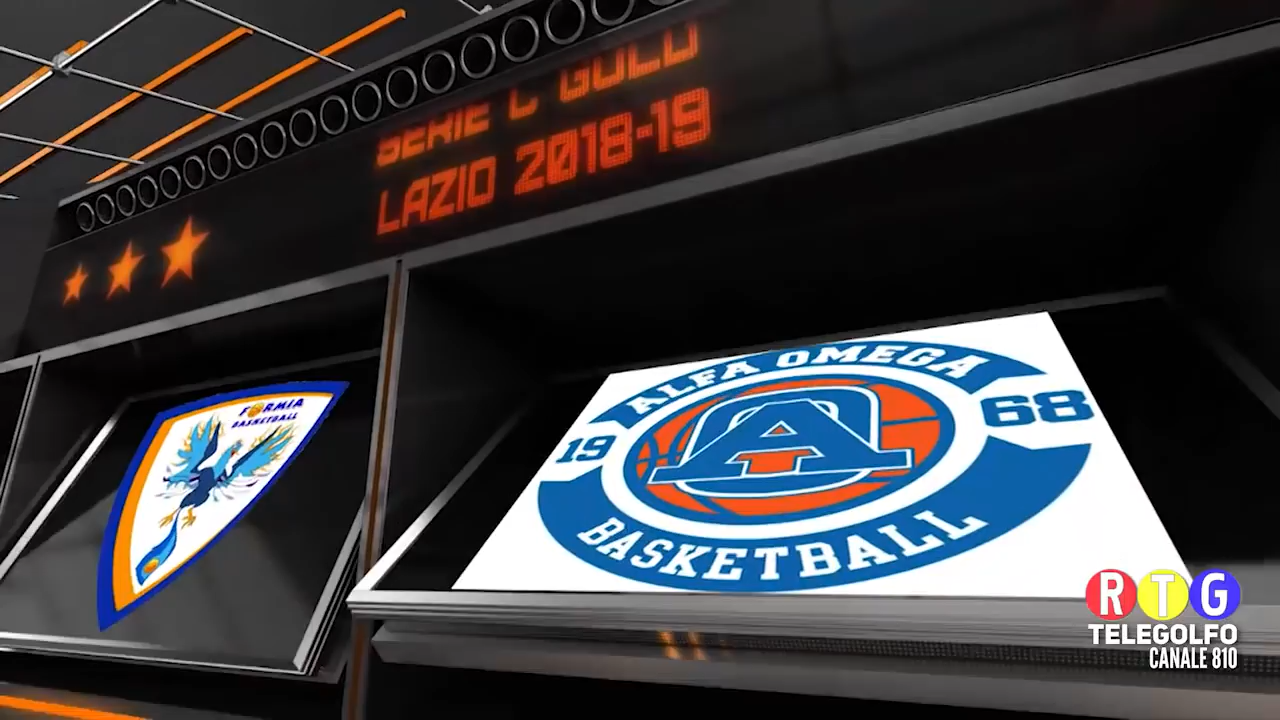 SERIE C GOLD
LAZIO 2018-19
FORMIA
BASKETBALL
ALFA OMEGA
19 68
BASKETBALL
RTG
TELEGOLFO
CANALE 810